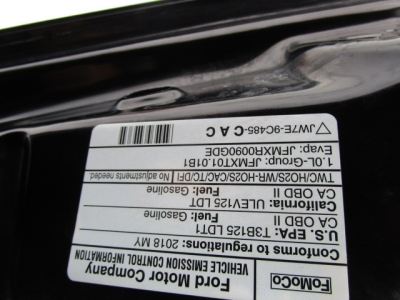 Ford Motor Company
VEHICLE EMISSION CONTROL INFORMATION
FoMoCo
Conforms to regulations: 2018 MY
U.S. EPA: T3B125 LDT1
CA OBD II Fuel: Gasoline
California: ULEV125 LDT
CA OBD II Fuel: Gasoline
TWC/HO2S/WR-HO2S/CAC/TC/DFI No adjustments needed.
1.0L-Group: JFMXT01.01B1
Evap: JFMXR0090GDE
JW7E-9C485-C A C